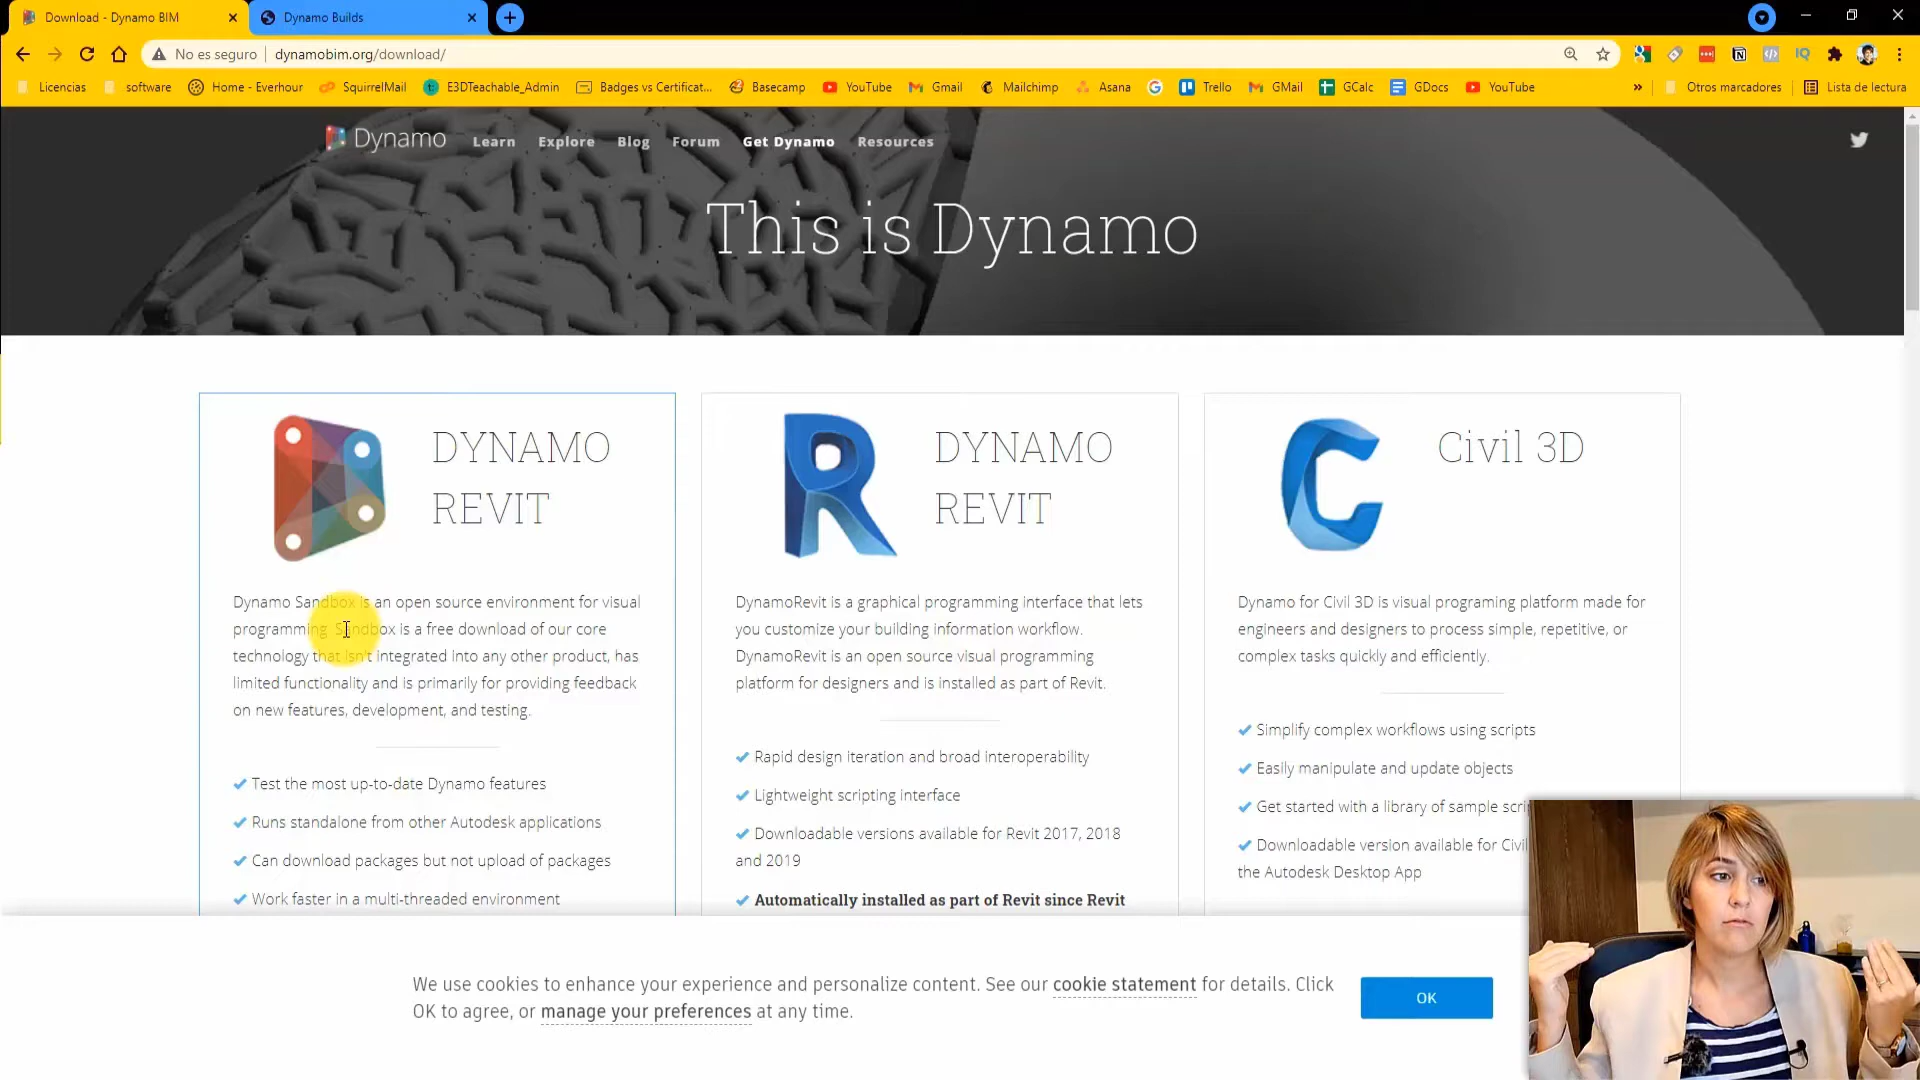 Download - Dynamo BIM
Dynamo Builds
No es seguro | dynamobim.org/download/
Licencias software Home - Everhour SquirrelMail E3DTeachable_Admin Badges vs Certificat... Basecamp YouTube Gmail Mailchimp Asana Trello GMail GCalc GDocs YouTube » Otros marcadores Lista de lectura
Dynamo Learn Explore Blog Forum Get Dynamo Resources
This is Dynamo
DYNAMO
REVIT
Dynamo Sandbox is an open source environment for visual
programming Sandbox is a free download of our core
technology that isn't integrated into any other product, has
limited functionality and is primarily for providing feedback
on new features, development, and testing.
Test the most up-to-date Dynamo features
Runs standalone from other Autodesk applications
Can download packages but not upload of packages
Work faster in a multi-threaded environment
DYNAMO
REVIT
DynamoRevit is a graphical programming interface that lets
you customize your building information workflow.
DynamoRevit is an open source visual programming
platform for designers and is installed as part of Revit.
Rapid design iteration and broad interoperability
Lightweight scripting interface
Downloadable versions available for Revit 2017, 2018
and 2019
Automatically installed as part of Revit since Revit
Civil 3D
Dynamo for Civil 3D is visual programing platform made for
engineers and designers to process simple, repetitive, or
complex tasks quickly and efficiently.
Simplify complex workflows using scripts
Easily manipulate and update objects
Get started with a library of sample
Downloadable version available for Civil
the Autodesk Desktop App
We use cookies to enhance your experience and personalize content. See our cookie statement for details. Click
OK to agree, or manage your preferences at any time.
OK